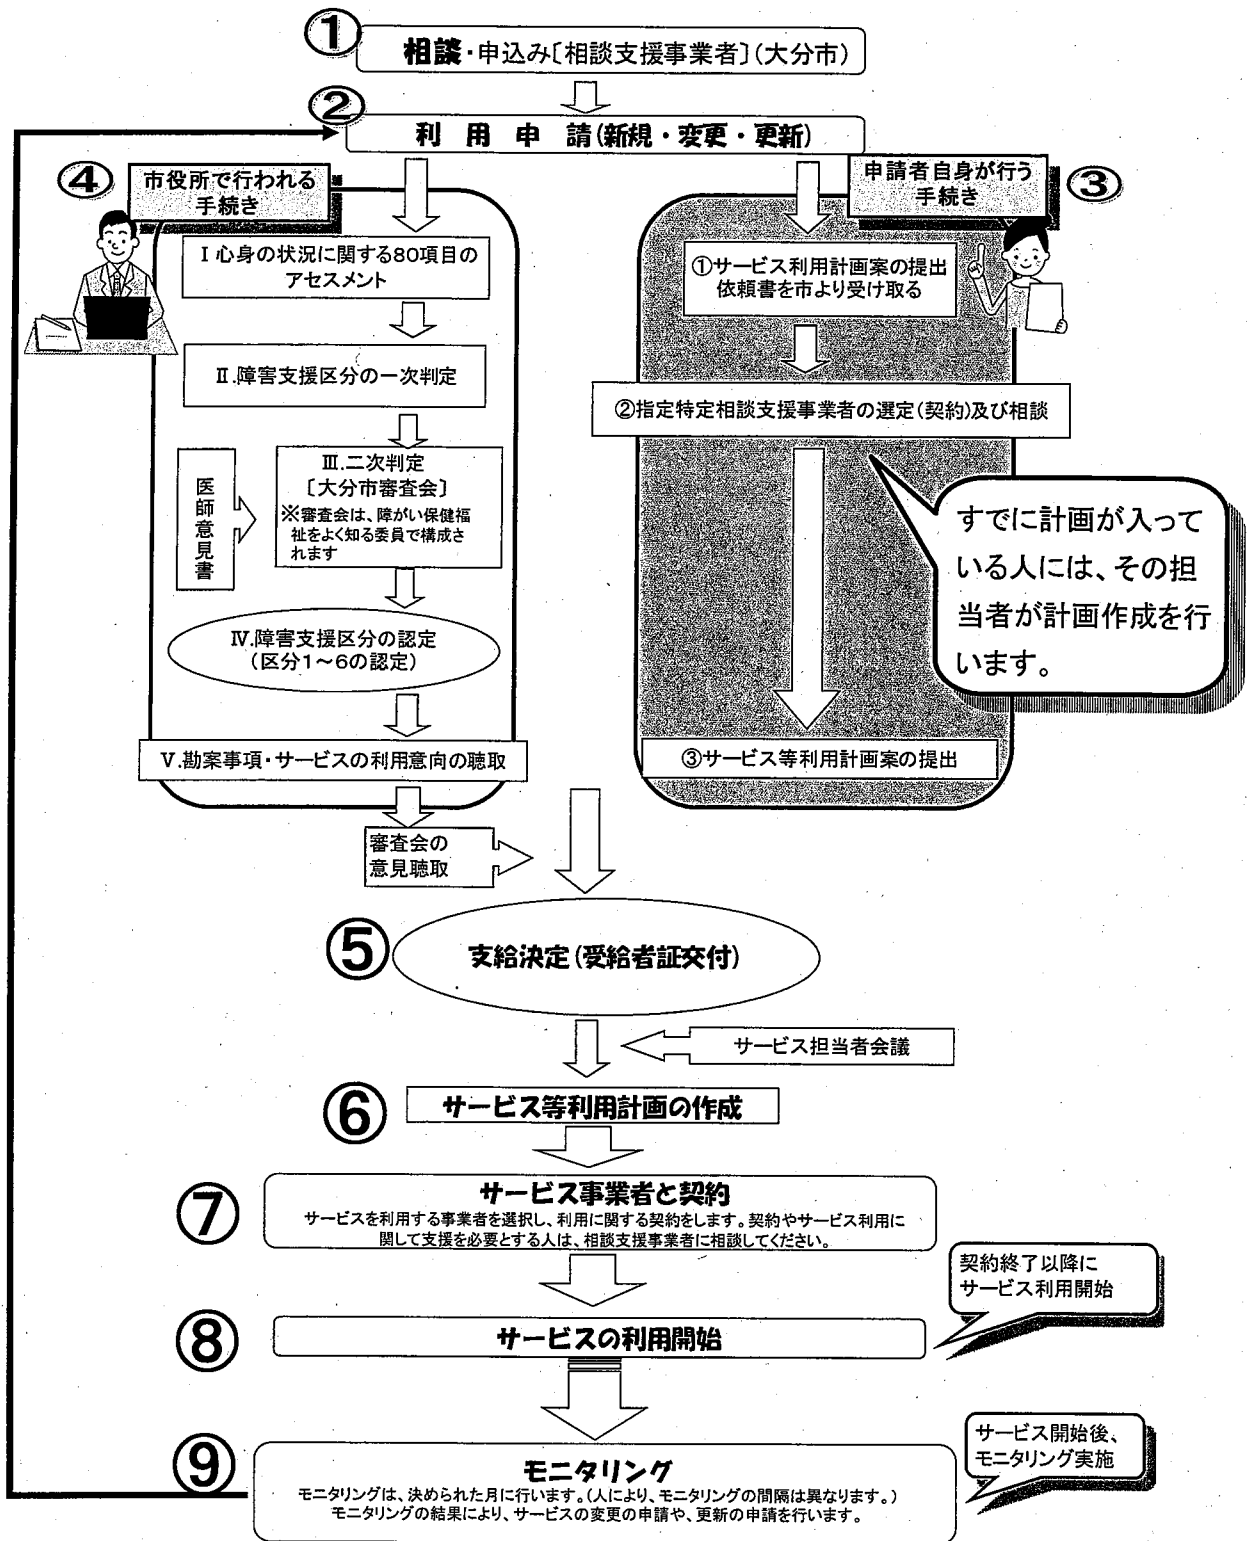 ①
相談・申込み〔相談支援事業者〕(大分市)
②
利 用 申 請(新規・変更・更新)
④
市役所で行われる
手続き
Ⅰ心身の状況に関する80項目の
アセスメント
Ⅱ.障害支援区分の一次判定
医師意見書
Ⅲ.二次判定
〔大分市審査会〕
※審査会は、障がい保健福
祉をよく知る委員で構成さ
れます
Ⅳ.障害支援区分の認定
(区分1~6の認定)
Ⅴ.勘案事項・サービスの利用意向の聴取
審査会の
意見聴取
申請者自身が行う
手続き
③
①サービス利用計画案の提出
依頼書を市より受け取る
②指定特定相談支援事業者の選定(契約)及び相談
すでに計画が入って
いる人には、その担
当者が計画作成を行
います。
③サービス等利用計画案の提出
⑤
支給決定(受給者証交付)
サービス担当者会議
⑥
サービス等利用計画の作成
⑦
サービス事業者と契約
サービスを利用する事業者を選択し、利用に関する契約をします。契約やサービス利用に
関して支援を必要とする人は、相談支援事業者に相談してください。
契約終了以降に
サービス利用開始
⑧
サービスの利用開始
サービス開始後、
モニタリング実施
⑨
モニタリング
モニタリングは、決められた月に行います。(人により、モニタリングの間隔は異なります。)
モニタリングの結果により、サービスの変更の申請や、更新の申請を行います。